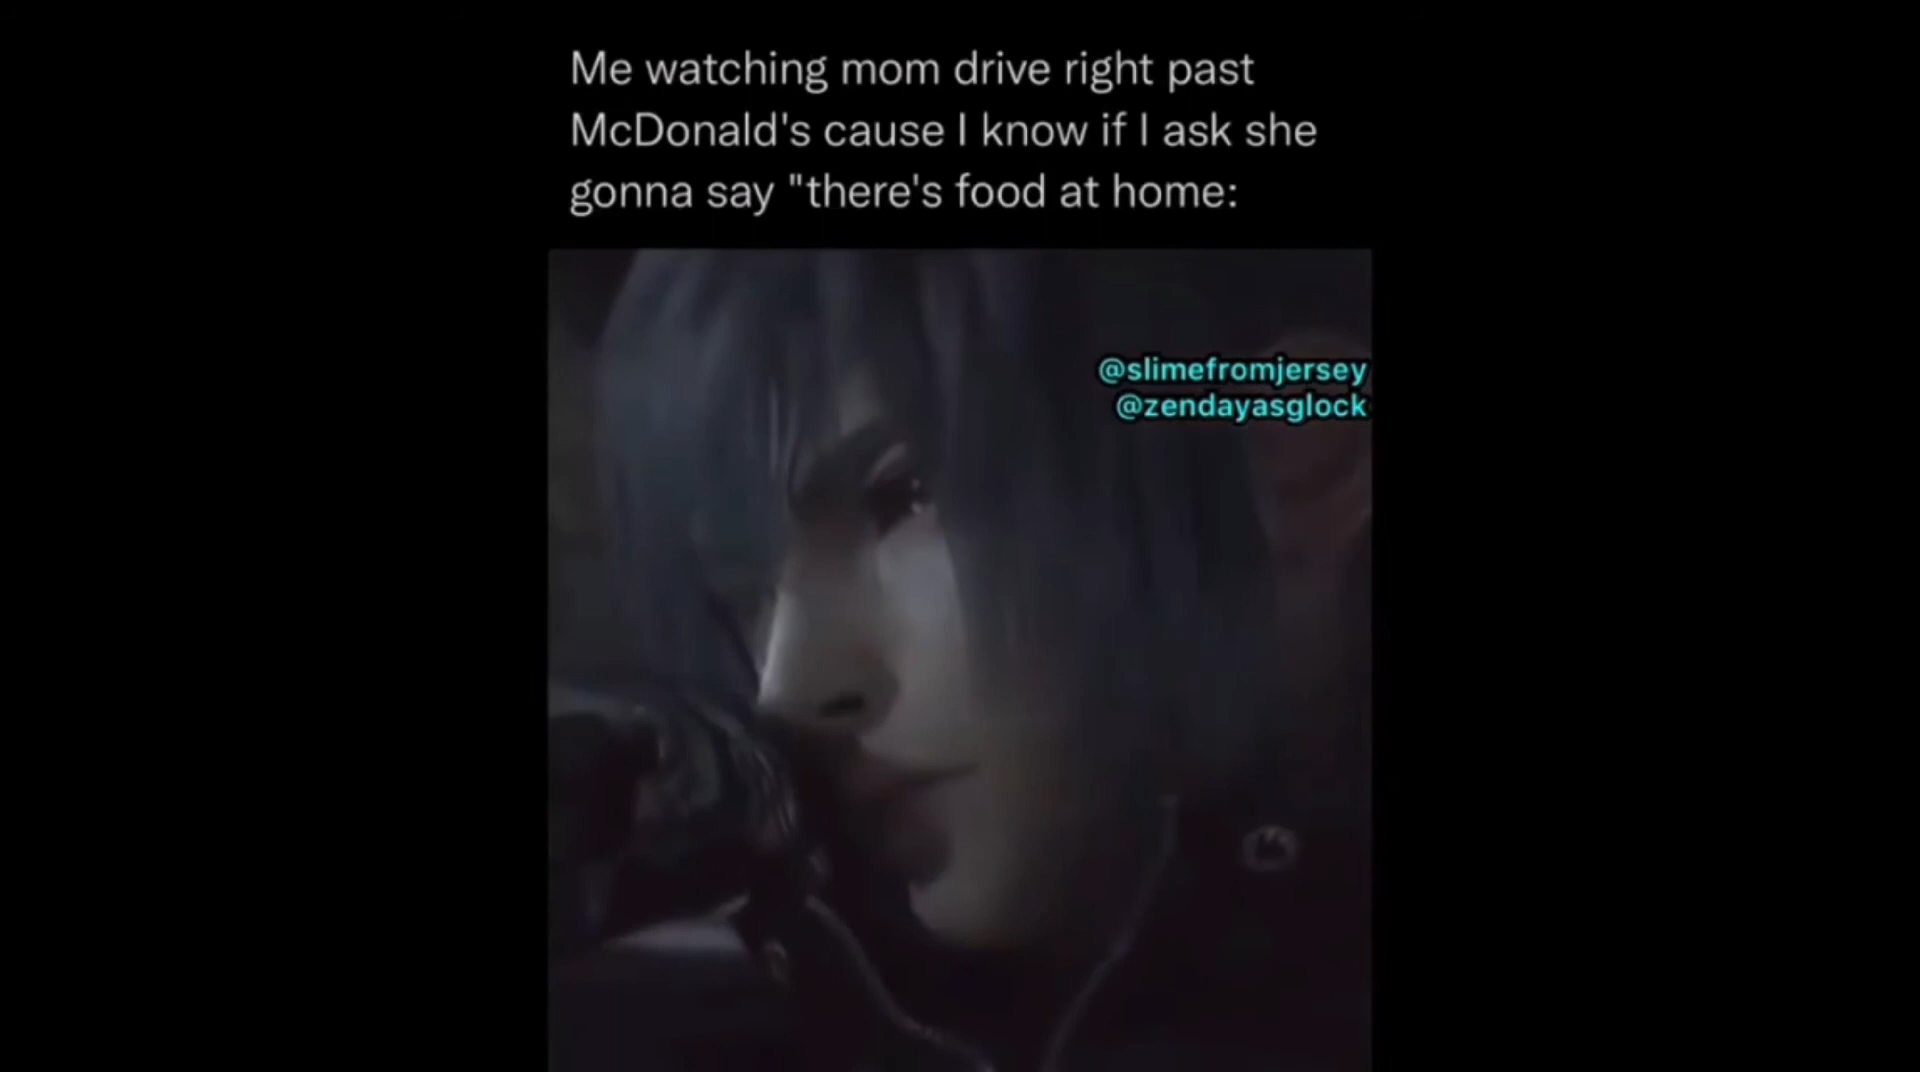 Me watching mom drive right past
McDonald's cause I know if I ask she
gonna say "there's food at home:
@slimefromjersey
@zendayasglock